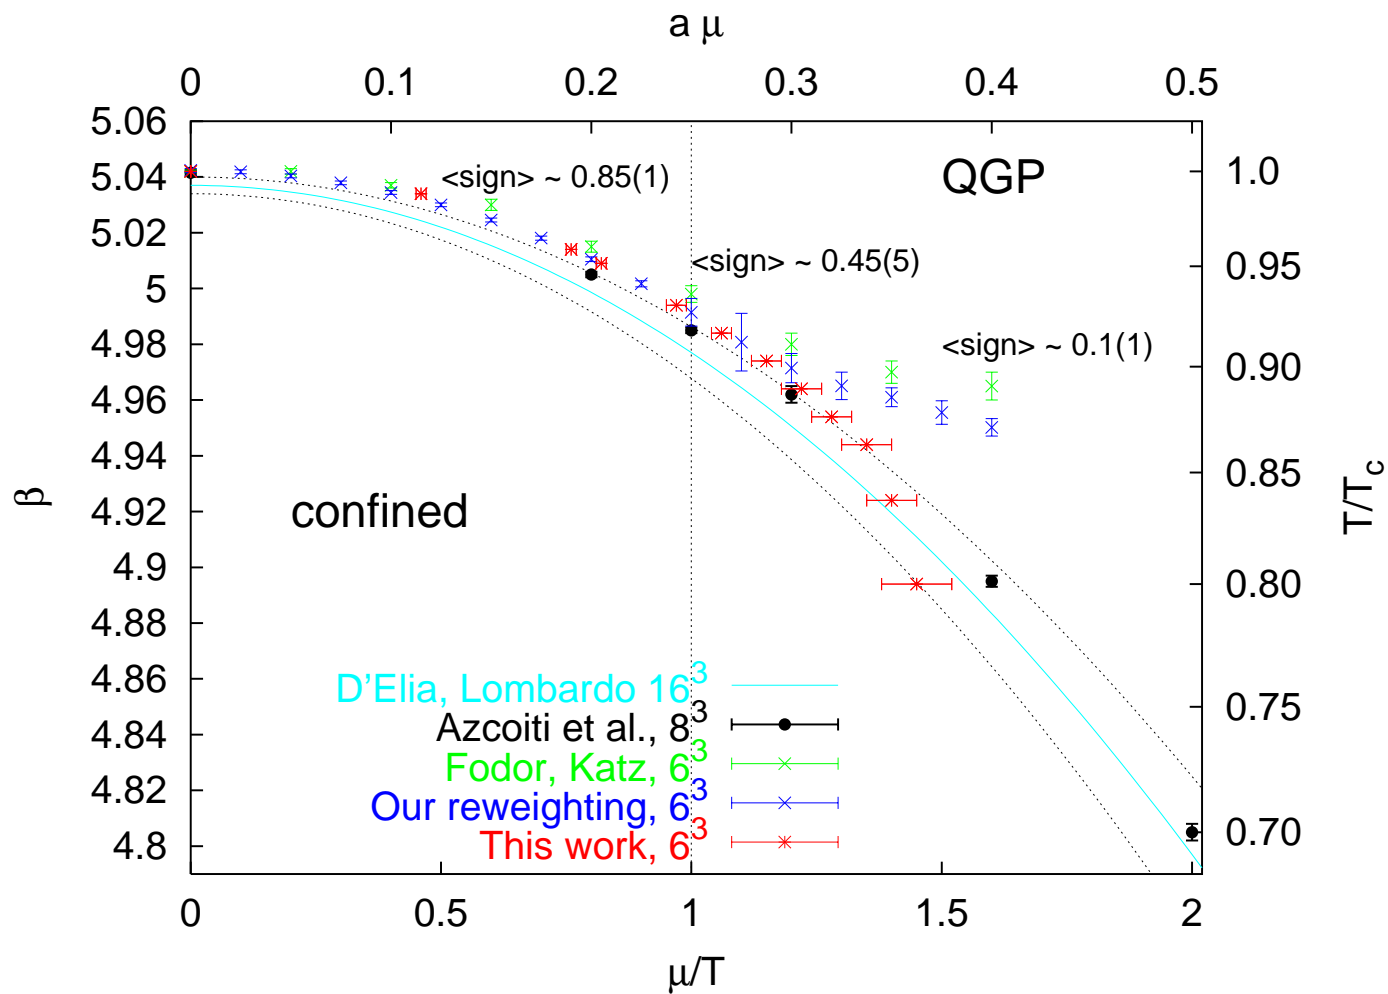 a μ
0 0.1 0.2 0.3 0.4 0.5
5.06
5.04
5.02
5
4.98
4.96
4.94
4.92
4.9
4.88
4.86
4.84
4.82
4.8
β
<sign> ~ 0.85(1)
QGP
<sign> ~ 0.45(5)
<sign> ~ 0.1(1)
confined
D'Elia, Lombardo 16³
Azcoiti et al., 8³
Fodor, Katz, 6³
Our reweighting, 6³
This work, 6³
1.0
0.95
0.90
0.85
0.80
0.75
0.70
T/Tc
0 0.5 1 1.5 2
μ/T